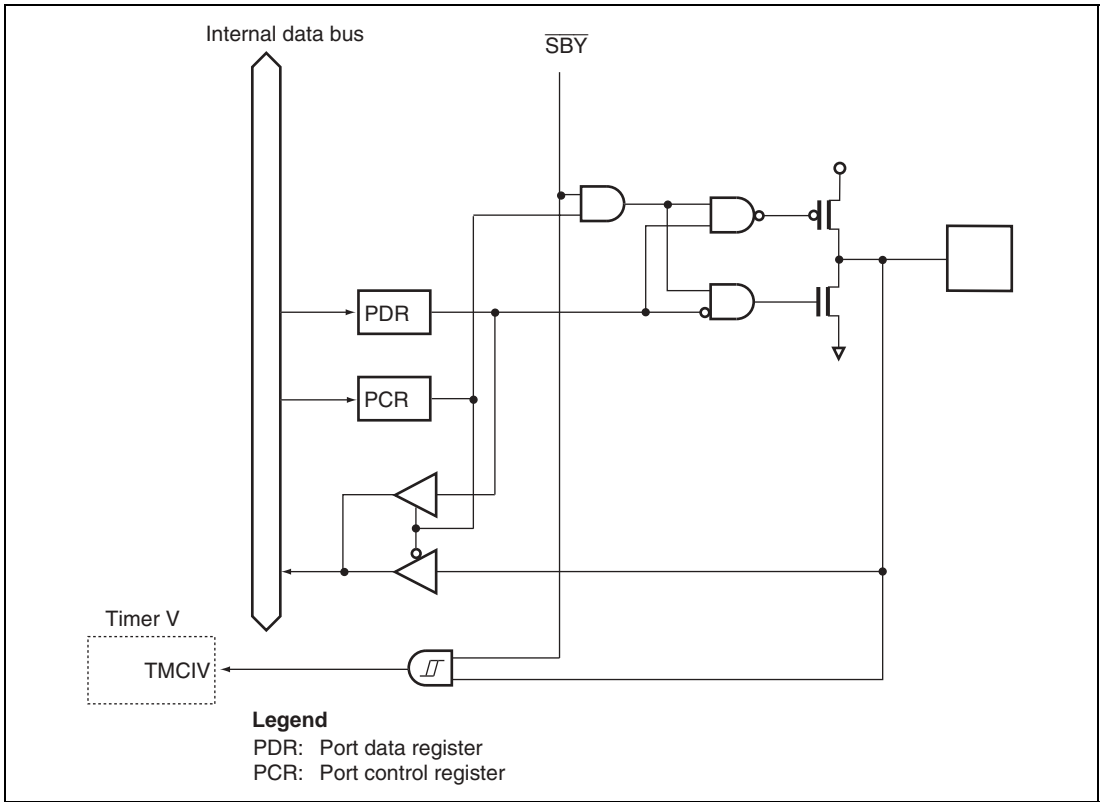 Internal data bus
SBY
PDR
PCR
Timer V
TMCIV
Legend
PDR: Port data register
PCR: Port control register